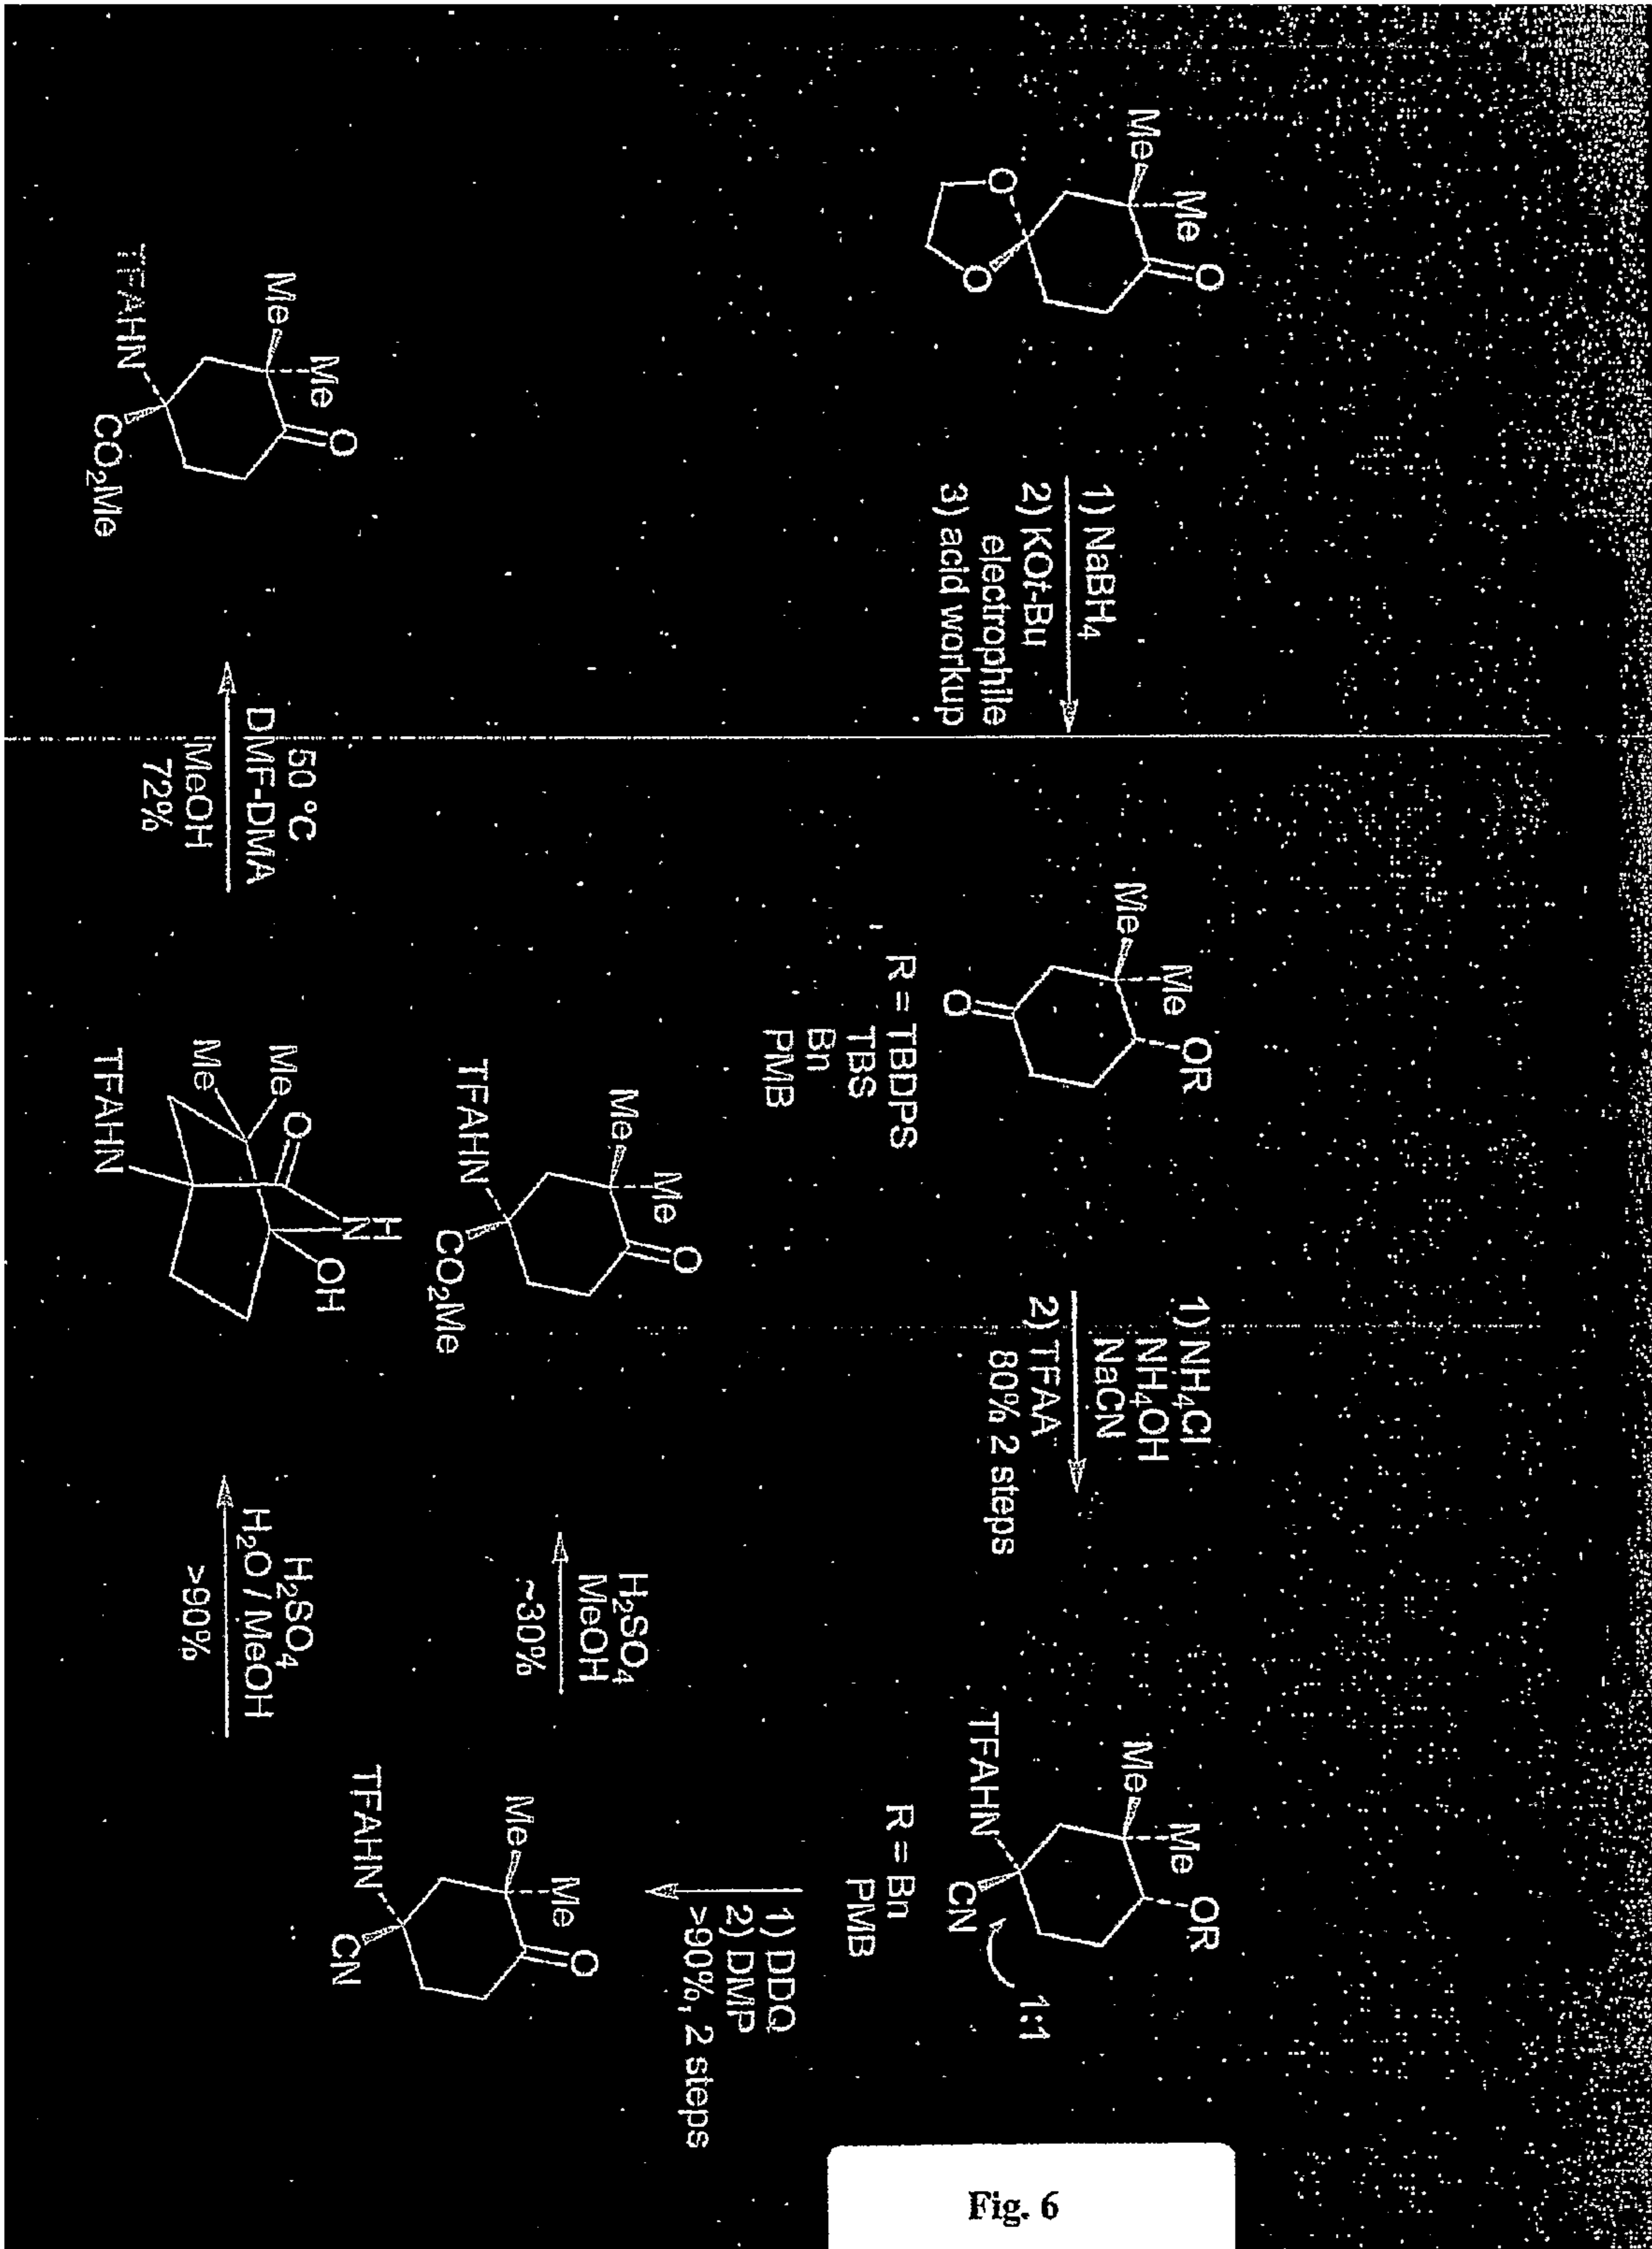 Me
Me
O
O
O
1) NaBH4
2) KOt-Bu
electrophile
3) acid workup
Me
Me
OR
O
R = TBDPS
TBS
Bn
PMB
1) NH4Cl
NH4OH
NaCN
2) TFAA
80% 2 steps
Me
Me
OR
TFAHN
CN
1:1
R = Bn
PMB
1) DDQ
2) DMP
>90%, 2 steps
Me
Me
O
TFAHN
CN
H2SO4
MeOH
~30%
Me
Me
O
TFAHN
CO2Me
H2SO4
H2O / MeOH
>90%
Me
Me
O
H
N
OH
TFAHN
50 °C
DMF-DMA
MeOH
72%
Me
Me
O
TFAHN
CO2Me
Fig. 6